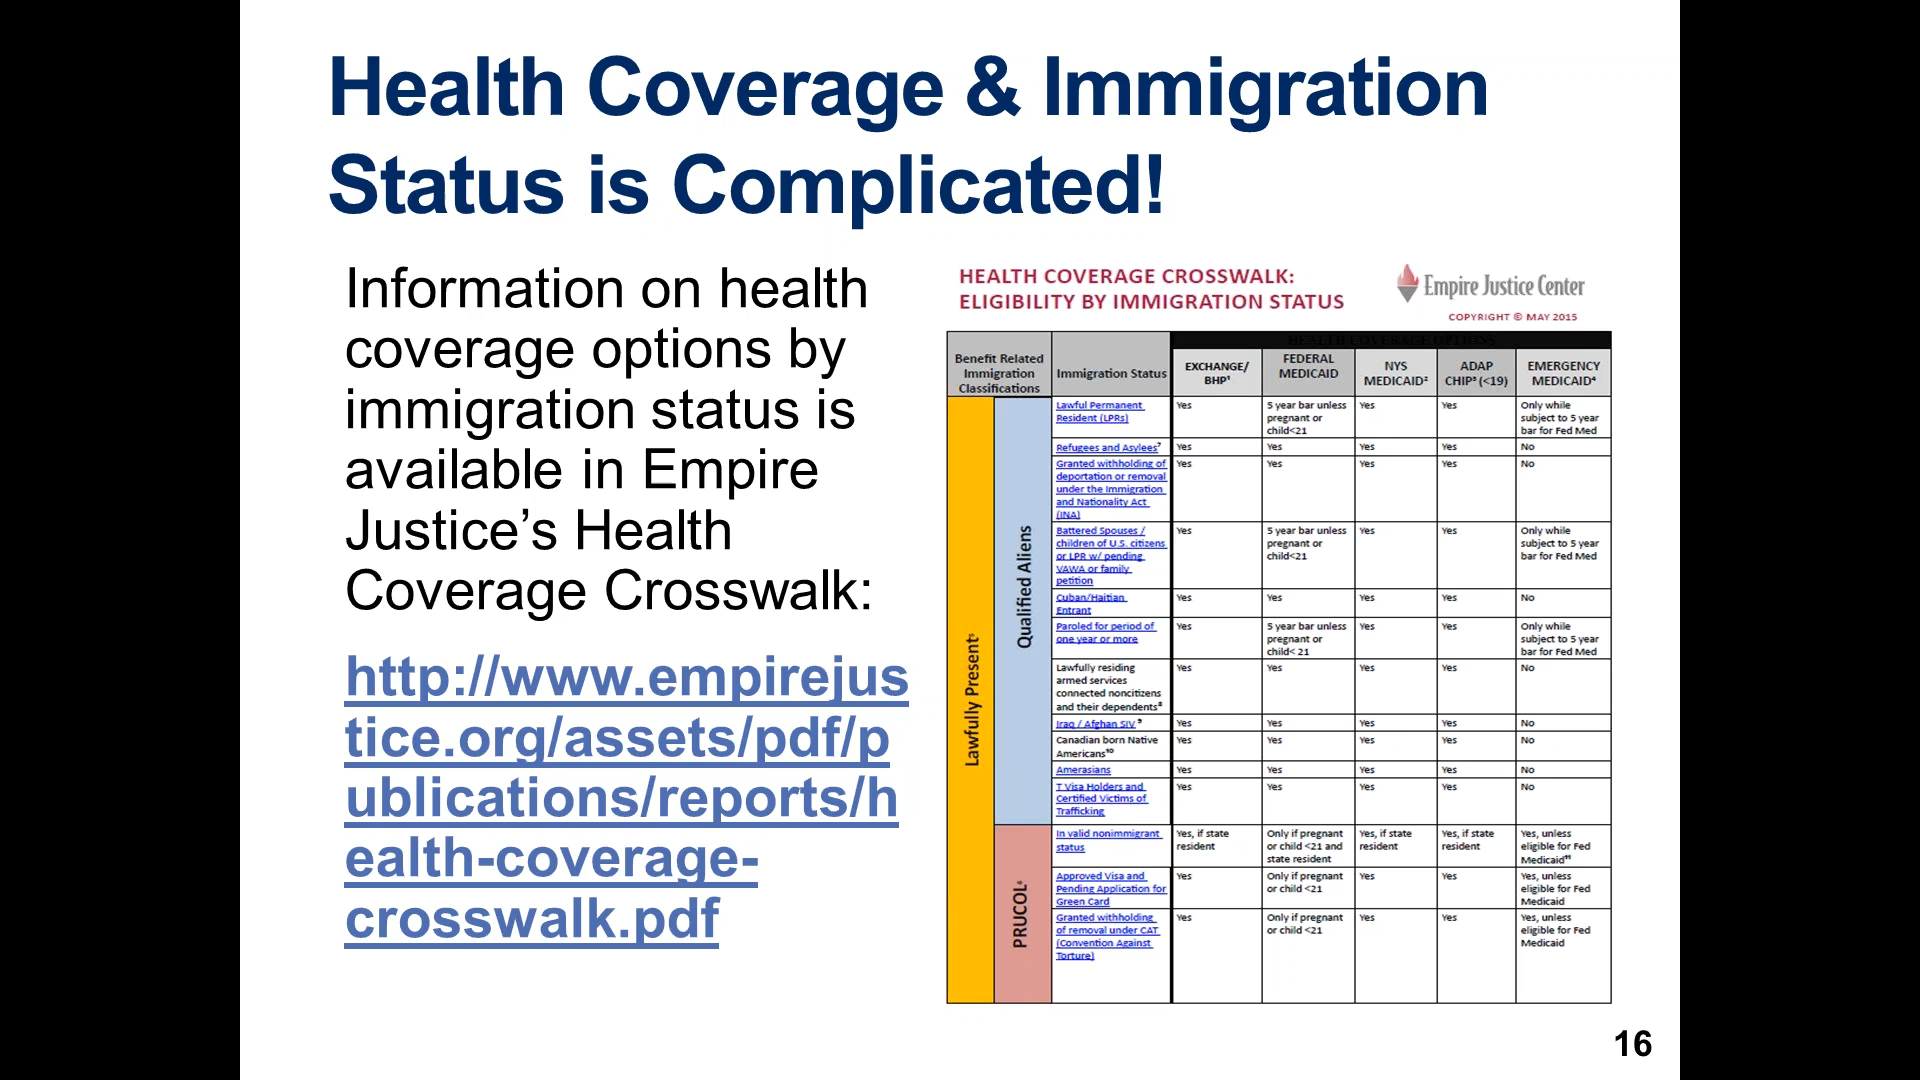 Health Coverage & Immigration
Status is Complicated!
Information on health
coverage options by
immigration status is
available in Empire
Justice’s Health
Coverage Crosswalk:
http://www.empirejus
tice.org/assets/pdf/p
ublications/reports/h
ealth-coverage-
crosswalk.pdf
HEALTH COVERAGE CROSSWALK:
ELIGIBILITY BY IMMIGRATION STATUS
Empire Justice Center
COPYRIGHT © MAY 2015
HEALTH COVERAGE OPTIONS
Benefit Related
Immigration
Classifications
Immigration Status
EXCHANGE/
BHP¹
FEDERAL
MEDICAID
NYS
MEDICAID²
ADAP
CHIP³ (<19)
EMERGENCY
MEDICAID⁴
Lawfully Present⁵
Qualified Aliens
Lawful Permanent
Resident (LPRs)
Yes
5 year bar unless
pregnant or
child<21
Yes
Yes
Only while
subject to 5 year
bar for Fed Med
Refugees and Asylees⁷
Yes
Yes
Yes
Yes
No
Granted withholding of
deportation or removal
under the Immigration
and Nationality Act
(INA)
Yes
Yes
Yes
Yes
No
Battered Spouses /
children of U.S. citizens
or LPR w/ pending
VAWA or family
petition
Yes
5 year bar unless
pregnant or
child<21
Yes
Yes
Only while
subject to 5 year
bar for Fed Med
Cuban/Haitian
Entrant
Yes
Yes
Yes
Yes
No
Paroled for period of
one year or more
Yes
5 year bar unless
pregnant or
child< 21
Yes
Yes
Only while
subject to 5 year
bar for Fed Med
Lawfully residing
armed services
connected noncitizens
and their dependents⁸
Yes
Yes
Yes
Yes
No
Iraq / Afghan SIV ⁹
Yes
Yes
Yes
Yes
No
Canadian born Native
Americans¹⁰
Yes
Yes
Yes
Yes
No
Amerasians
Yes
Yes
Yes
Yes
No
T Visa Holders and
Certified Victims of
Trafficking
Yes
Yes
Yes
Yes
No
PRUCOL⁶
In valid nonimmigrant
status
Yes, if state
resident
Only if pregnant
or child <21 and
state resident
Yes, if state
resident
Yes, if state
resident
Yes, unless
eligible for Fed
Medicaid¹¹
Approved Visa and
Pending Application for
Green Card
Yes
Only if pregnant
or child <21
Yes
Yes
Yes, unless
eligible for Fed
Medicaid
Granted withholding
of removal under CAT
(Convention Against
Torture)
Yes
Only if pregnant
or child <21
Yes
Yes
Yes, unless
eligible for Fed
Medicaid
16